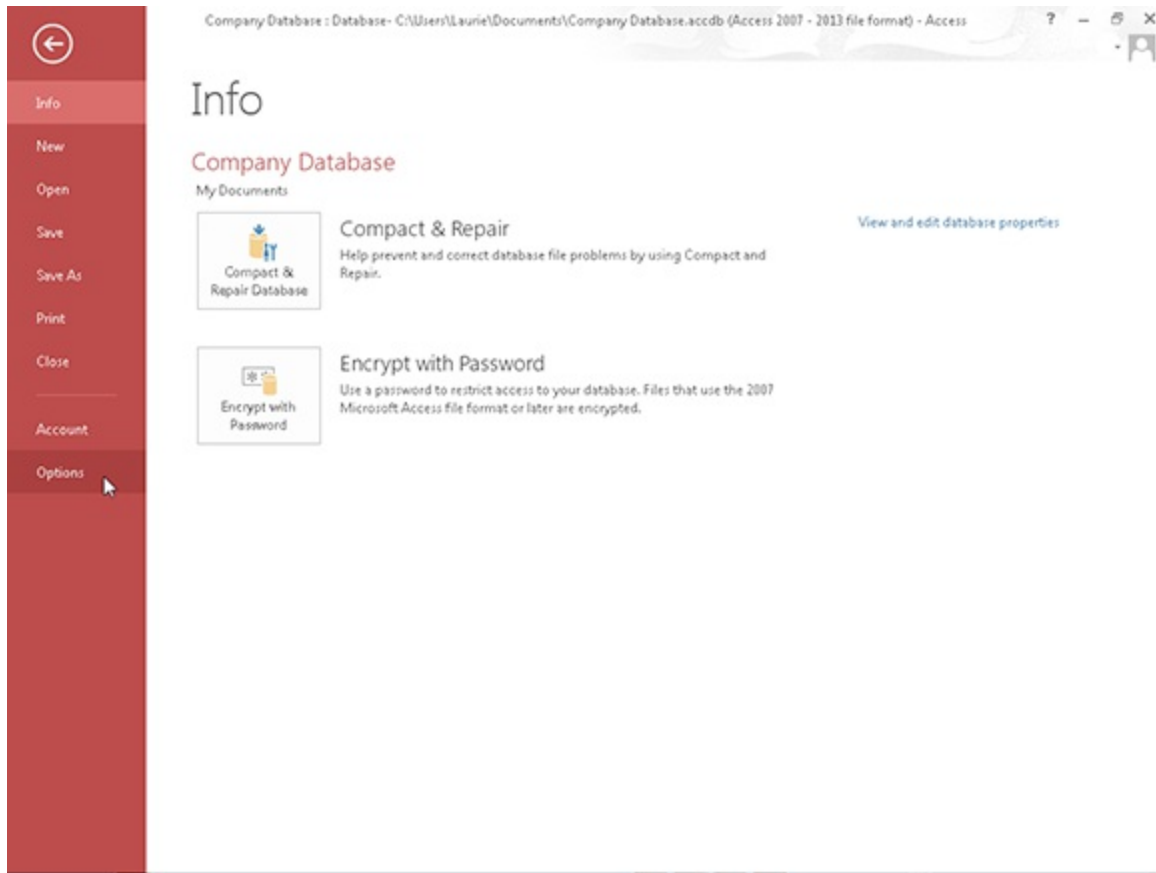 Company Database : Database- C:\Users\Laurie\Documents\Company Database.accdb (Access 2007 - 2013 file format) - Access
?
Info
New
Open
Save
Save As
Print
Close
Account
Options
Info
Company Database
My Documents
Compact &
Repair Database
Compact & Repair
Help prevent and correct database file problems by using Compact and
Repair.
View and edit database properties
Encrypt with
Password
Encrypt with Password
Use a password to restrict access to your database. Files that use the 2007
Microsoft Access file format or later are encrypted.